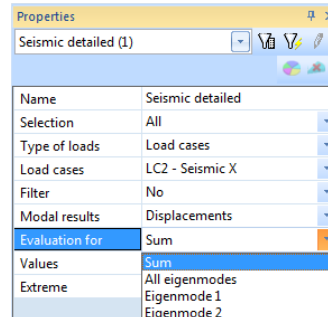 Properties
Seismic detailed (1)
Name Seismic detailed
Selection All
Type of loads Load cases
Load cases LC2 - Seismic X
Filter No
Modal results Displacements
Evaluation for Sum
Values Sum
All eigenmodes
Extreme Eigenmode 1
Eigenmode 2